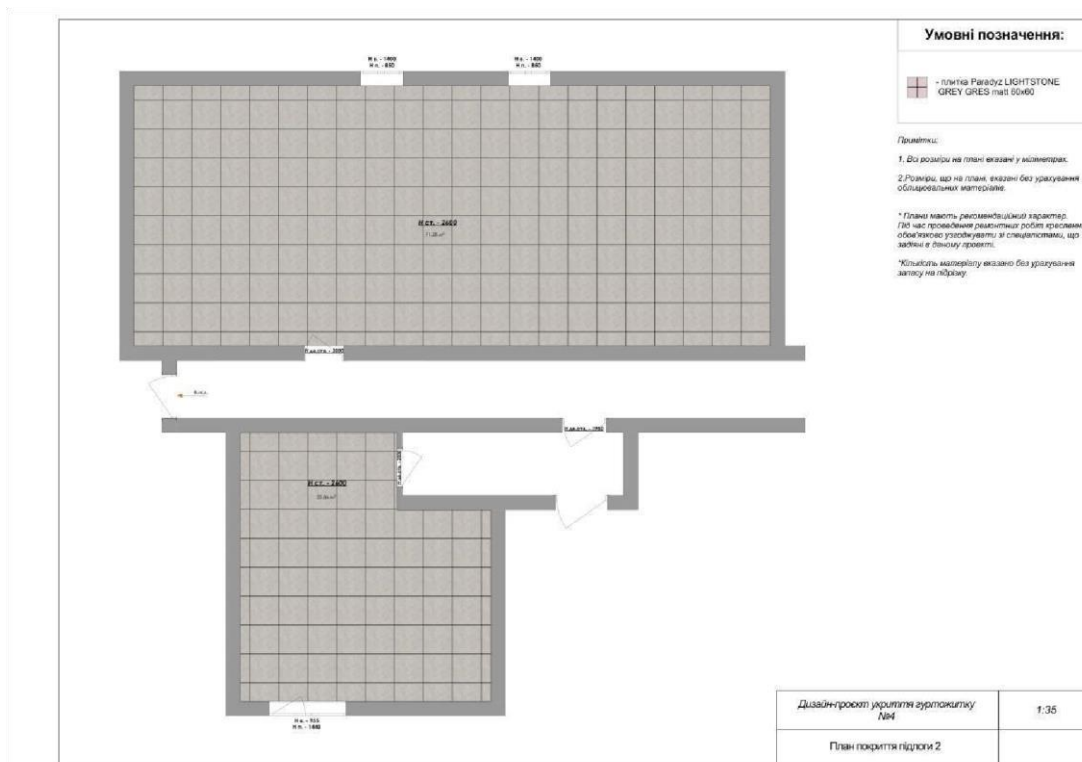 Умовні позначення:
- плитка Paradyz LIGHTSTONE
GREY GRES matt 60x60
Примітки:
1. Всі розміри на плані вказані у міліметрах.
2.Розміри, що на плані, вказані без урахування
облицювальних матеріалів.
* Плани мають рекомендаційний характер.
Під час проведення ремонтних робіт креслення
обов'язково узгоджувати зі спеціалістами, що
задіяні в даному проекті.
*Кількість матеріалу вказано без урахування
запасу на підрізку.
Н ст. - 2600
Н ст. - 2600
Дизайн-проєкт укриття гуртожитку
№4
1:35
План покриття підлоги 2